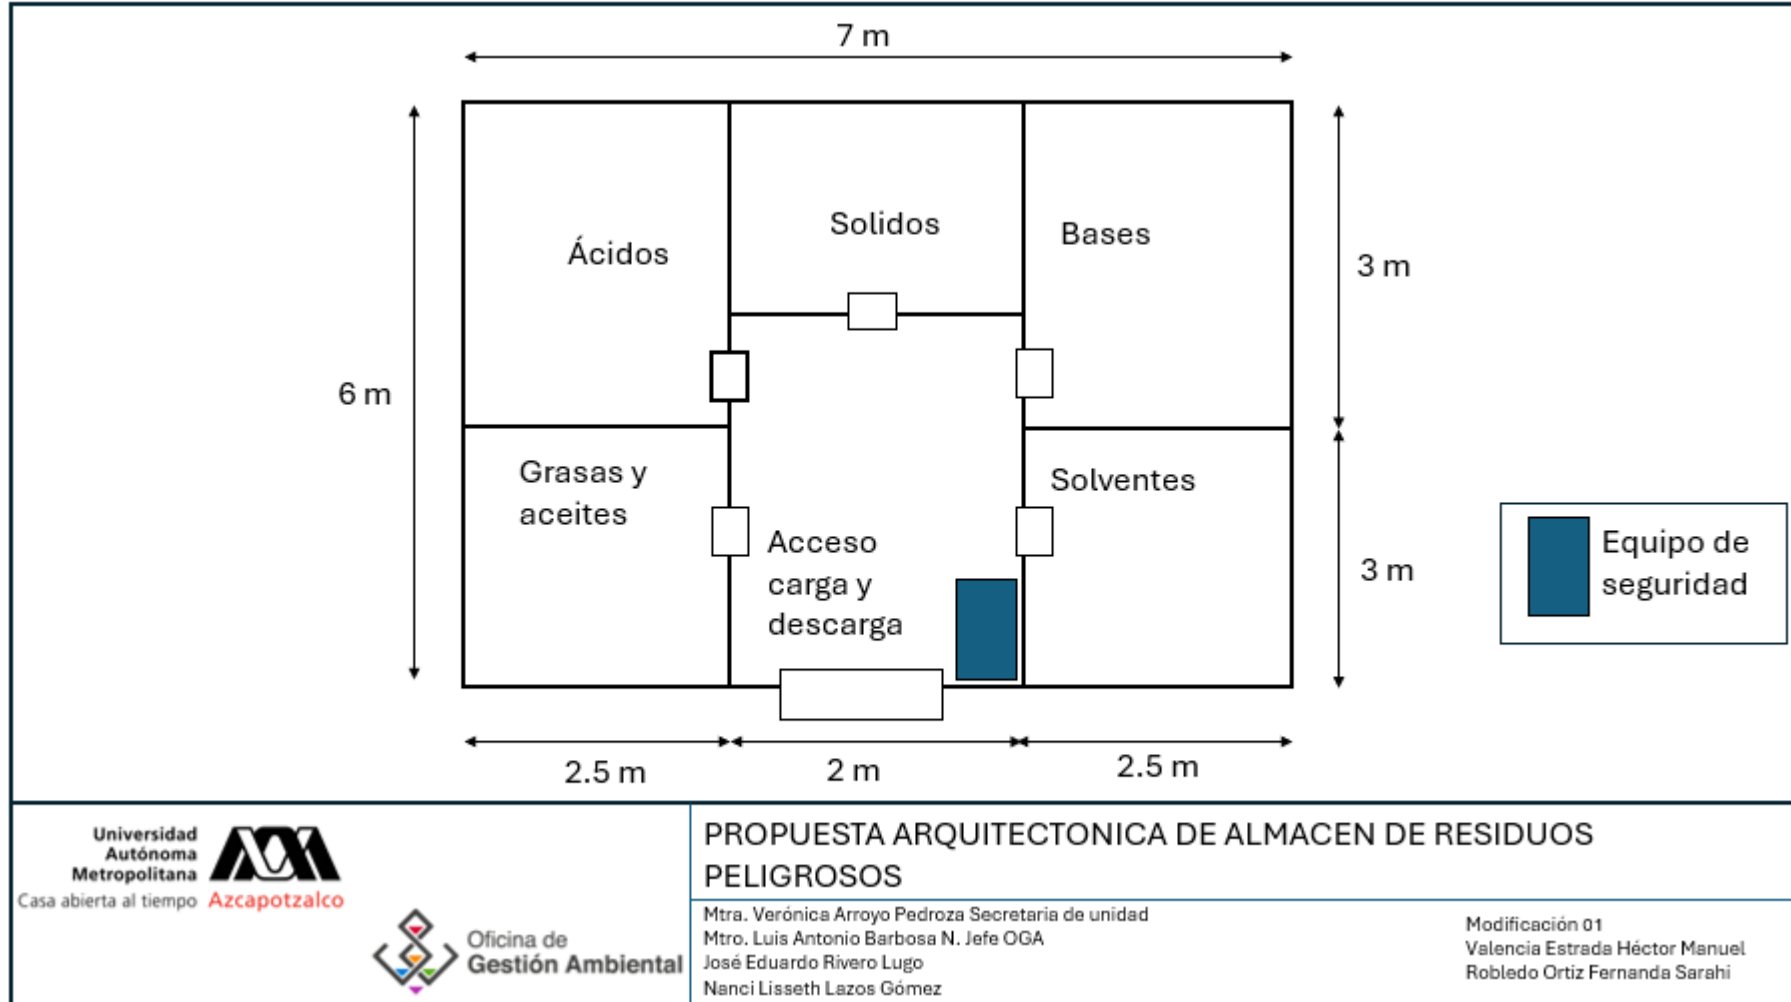 7 m
Ácidos
Solidos
Bases
3 m
6 m
Grasas y
aceites
Solventes
Acceso
carga y
descarga
3 m
Equipo de
seguridad
2.5 m
2 m
2.5 m
Universidad
Autónoma
Metropolitana
Casa abierta al tiempo Azcapotzalco
Oficina de
Gestión Ambiental
PROPUESTA ARQUITECTONICA DE ALMACEN DE RESIDUOS
PELIGROSOS
Mtra. Verónica Arroyo Pedroza Secretaria de unidad
Mtro. Luis Antonio Barbosa N. Jefe OGA
José Eduardo Rivero Lugo
Nanci Lisseth Lazos Gómez
Modificación 01
Valencia Estrada Héctor Manuel
Robledo Ortiz Fernanda Sarahi